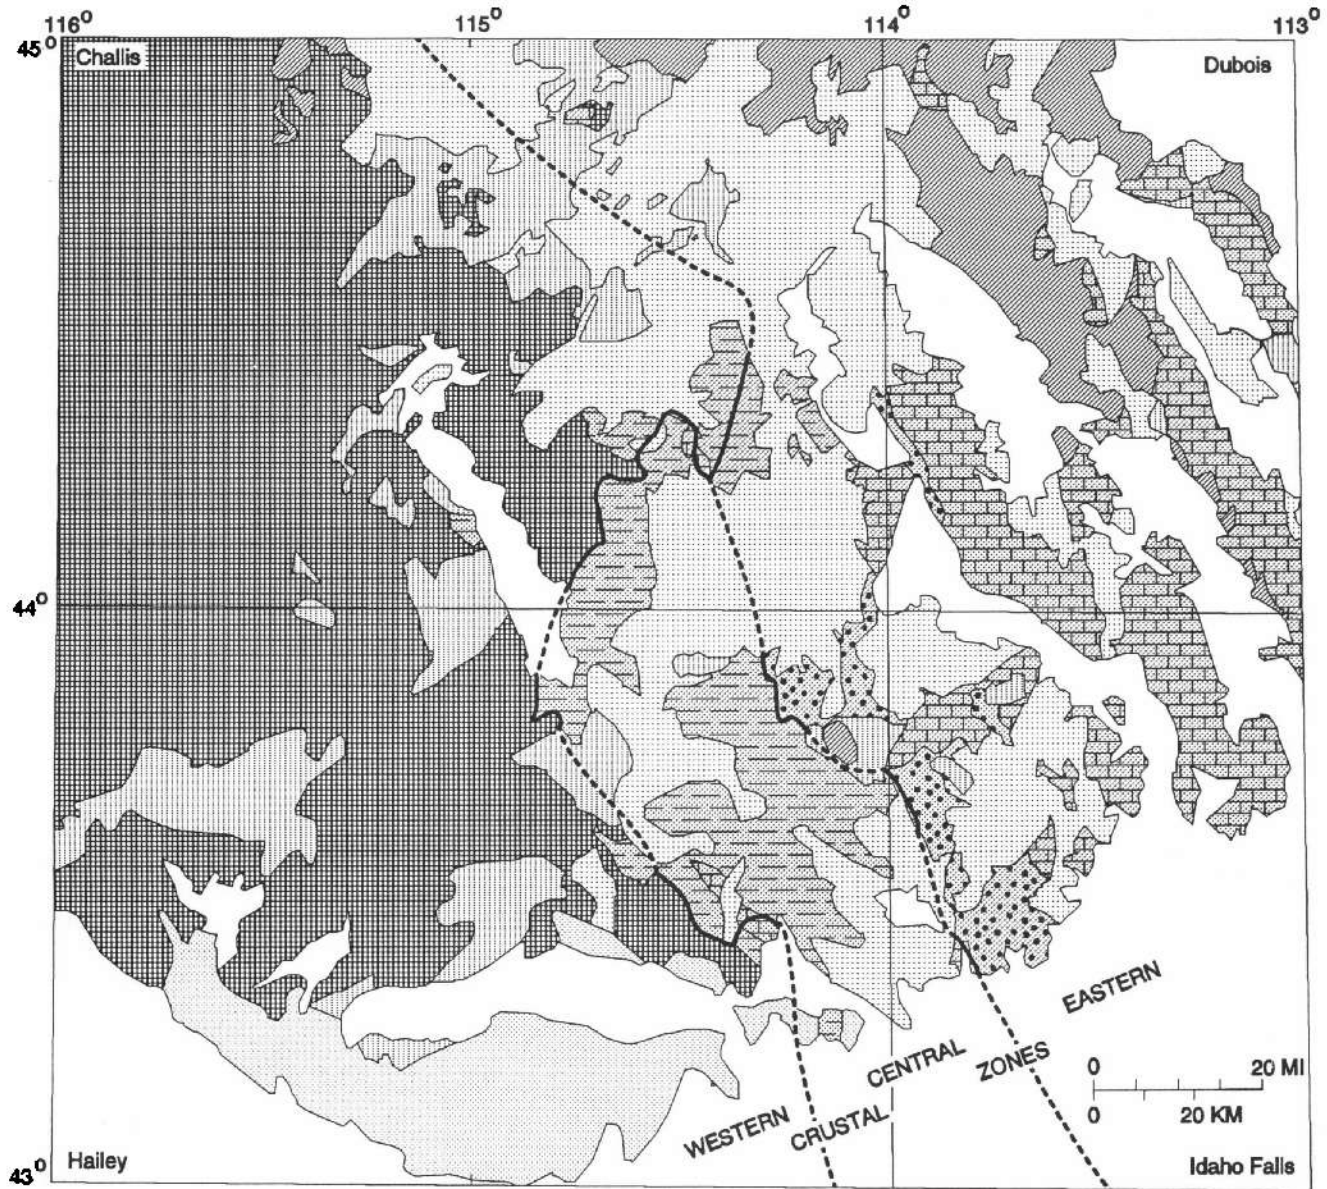 116° 115° 114° 113°
45°
Challis
Dubois
44°
EASTERN
CENTRAL ZONES
WESTERN CRUSTAL
0 20 MI
0 20 KM
43°
Hailey
Idaho Falls